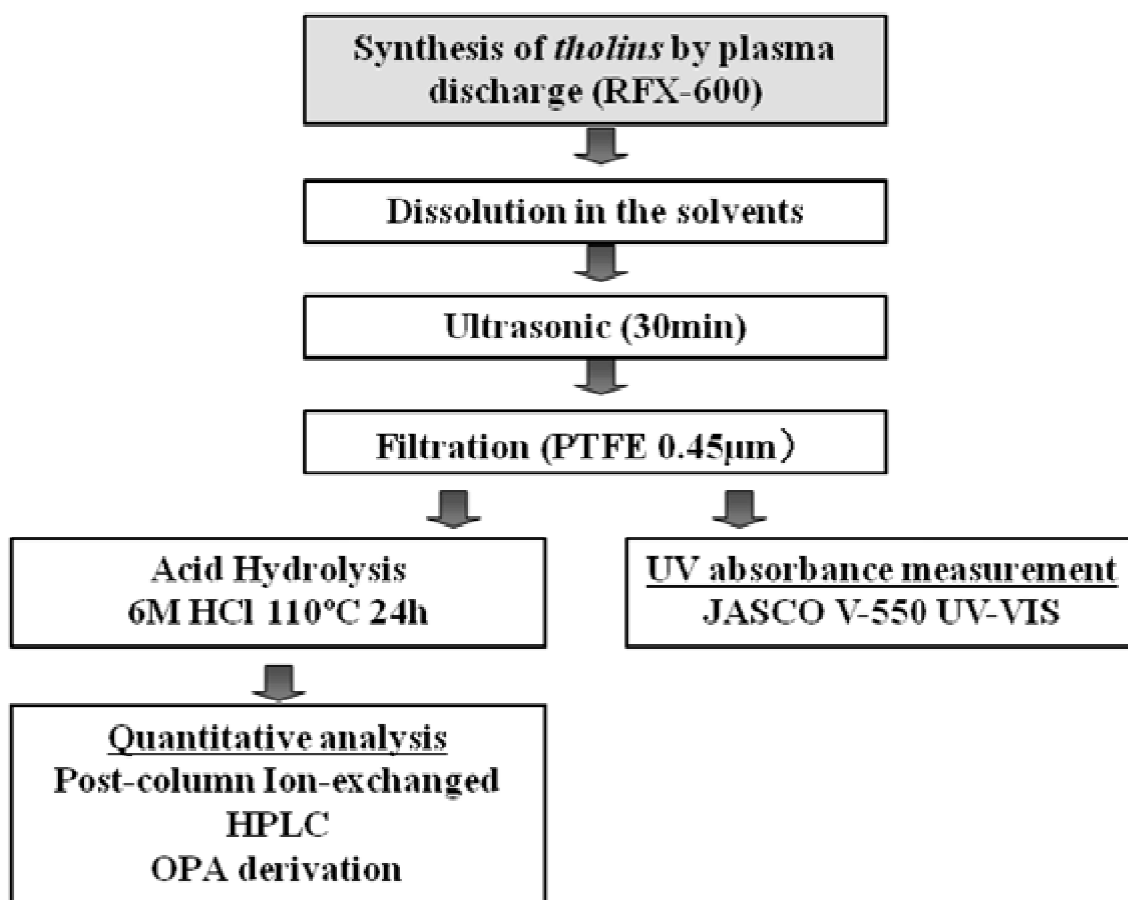 Synthesis of tholins by plasma
discharge (RFX-600)
Dissolution in the solvents
Ultrasonic (30min)
Filtration (PTFE 0.45μm）
Acid Hydrolysis
6M HCl 110ºC 24h
UV absorbance measurement
JASCO V-550 UV-VIS
Quantitative analysis
Post-column Ion-exchanged
HPLC
OPA derivation